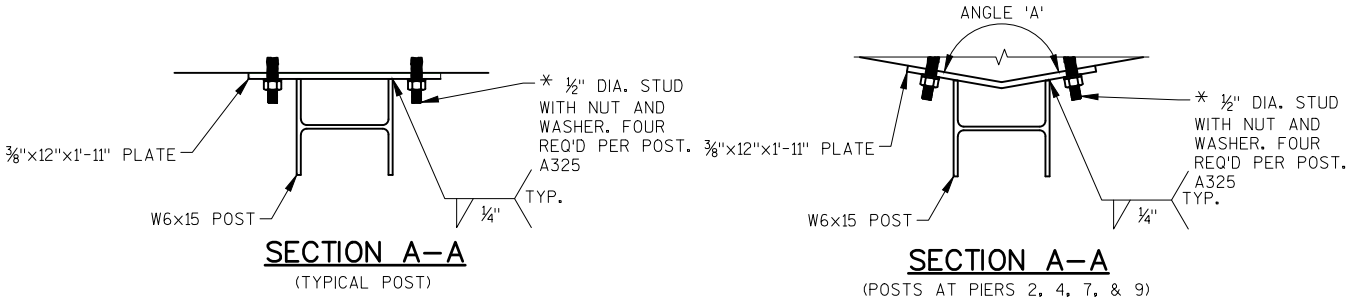 * ½" DIA. STUD
WITH NUT AND
WASHER. FOUR
REQ'D PER POST.
A325
⅜"x12"x1'-11" PLATE
TYP.
¼"
W6x15 POST
SECTION A-A
(TYPICAL POST)
ANGLE 'A'
* ½" DIA. STUD
WITH NUT AND
WASHER. FOUR
REQ'D PER POST.
A325
⅜"x12"x1'-11" PLATE
TYP.
¼"
W6x15 POST
SECTION A-A
(POSTS AT PIERS 2, 4, 7, & 9)